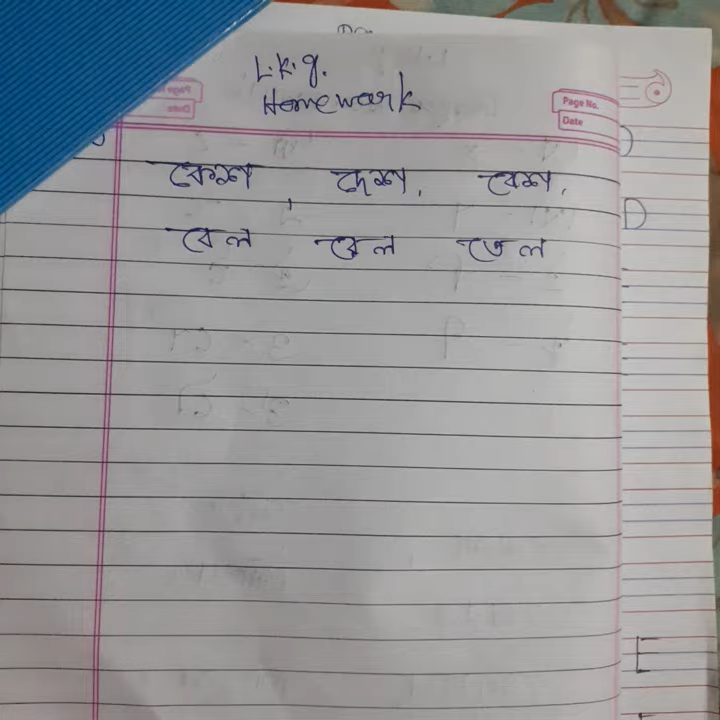 L.K.g.
Homework
Page No.
Date
কেশ, দেশ, বেশ,
বেল রেল তেল
D
E